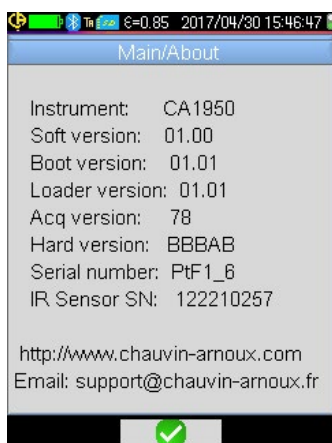 ε=0.85 2017/04/30 15:46:47
Main/About
Instrument: CA1950
Soft version: 01.00
Boot version: 01.01
Loader version: 01.01
Acq version: 78
Hard version: BBBAB
Serial number: PtF1_6
IR Sensor SN: 122210257
http://www.chauvin-arnoux.com
Email: support@chauvin-arnoux.fr